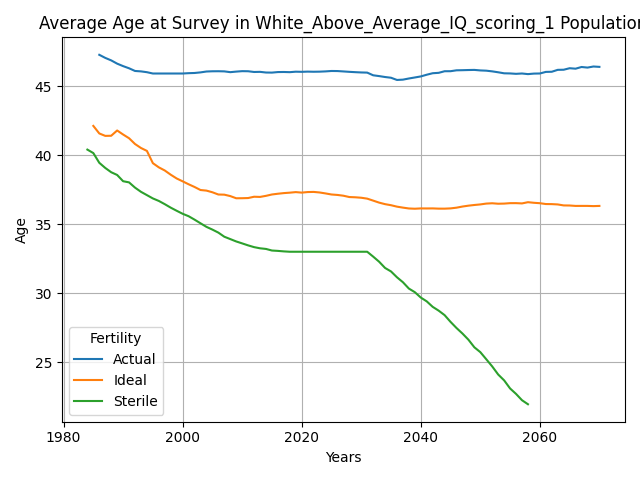 Average Age at Survey in White_Above_Average_IQ_scoring_1 Population
Age
45
40
35
30
25
Fertility
Actual
Ideal
Sterile
1980
2000
2020
2040
2060
Years